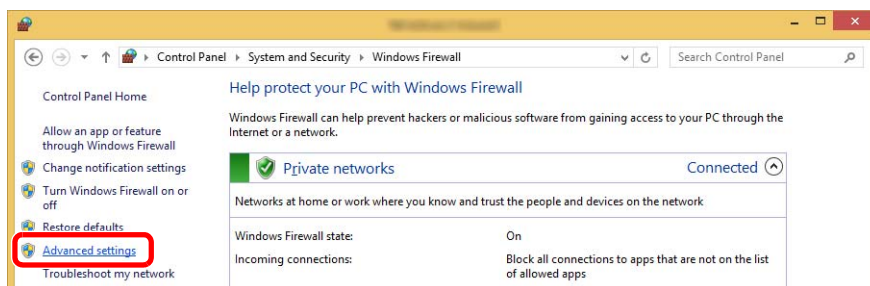 Control Panel ▸ System and Security ▸ Windows Firewall
Search Control Panel
Control Panel Home
Allow an app or feature
through Windows Firewall
Change notification settings
Turn Windows Firewall on or
off
Restore defaults
Advanced settings
Troubleshoot my network
Help protect your PC with Windows Firewall
Windows Firewall can help prevent hackers or malicious software from gaining access to your PC through the
Internet or a network.
Private networks
Connected
Networks at home or work where you know and trust the people and devices on the network
Windows Firewall state:
On
Incoming connections:
Block all connections to apps that are not on the list
of allowed apps